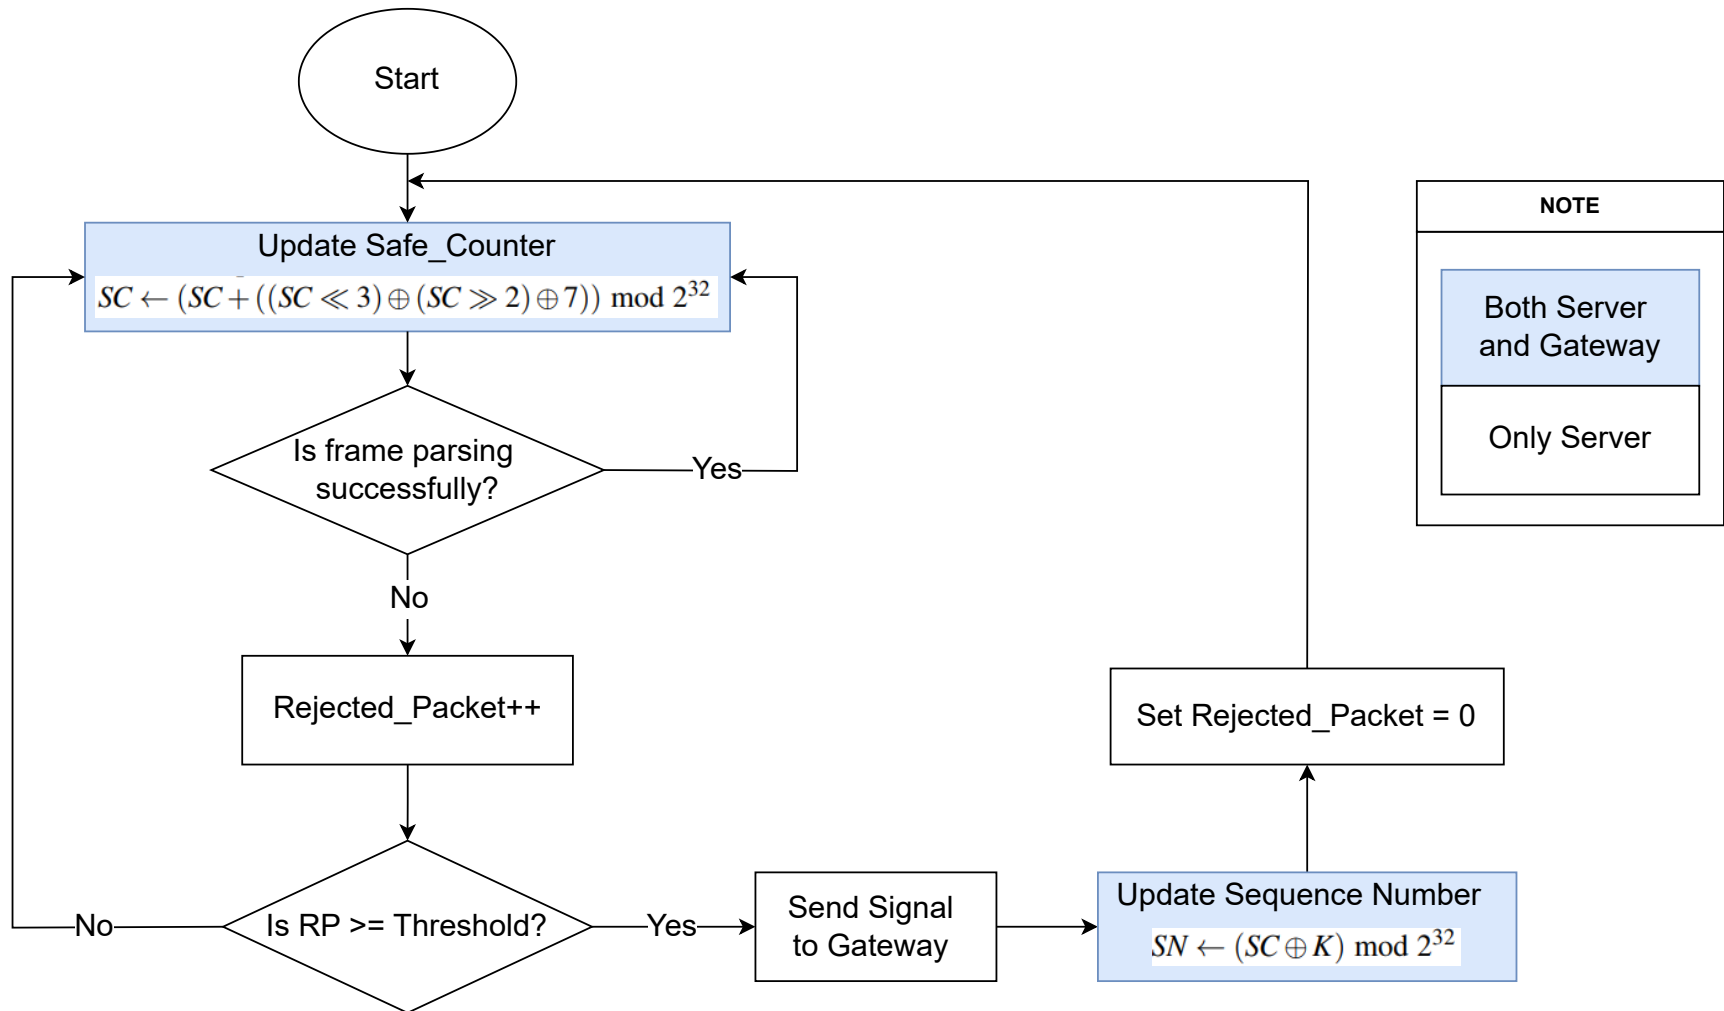 Start
Update Safe_Counter
SC ← (SC + ((SC ≪ 3) ⊕ (SC ≫ 2) ⊕ 7)) mod 2^32
Is frame parsing
successfully?
Yes
No
Rejected_Packet++
Is RP >= Threshold?
No
Yes
Send Signal
to Gateway
Update Sequence Number
SN ← (SC ⊕ K) mod 2^32
Set Rejected_Packet = 0
NOTE
Both Server
and Gateway
Only Server